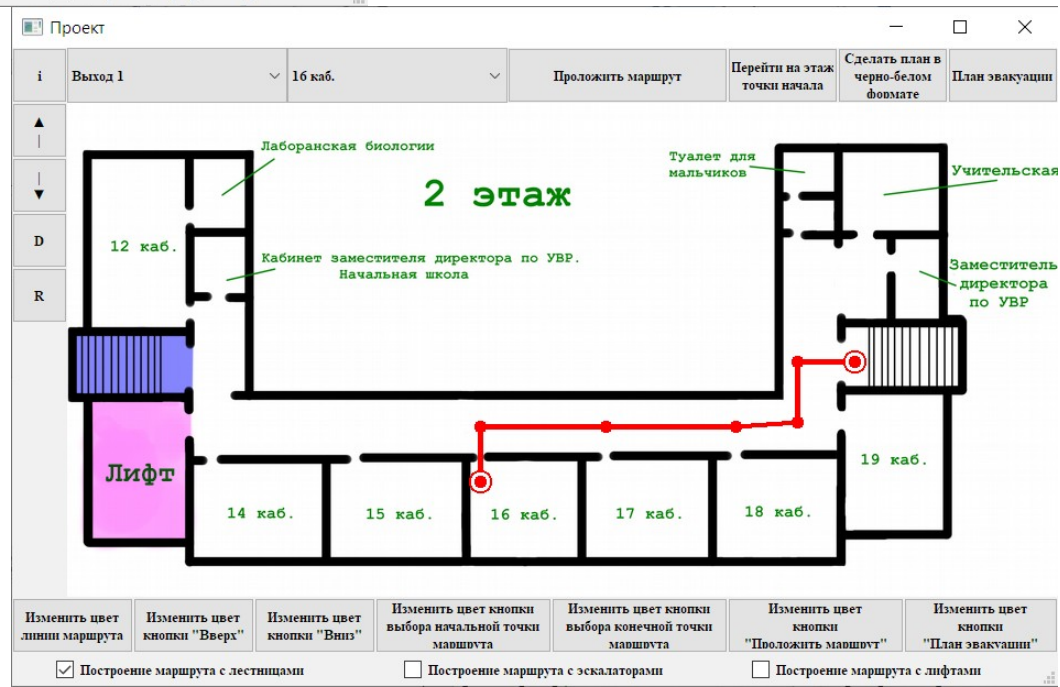 Проект
i
Выход 1
16 каб.
Проложить маршрут
Перейти на этаж
точки начала
Сделать план в
черно-белом
формате
План эвакуации
D
R
Лаборанская биологии
2 этаж
Туалет для
мальчиков
Учительская
12 каб.
Кабинет заместителя директора по УВР.
Начальная школа
Заместитель
директора
по УВР
Лифт
19 каб.
14 каб.
15 каб.
16 каб.
17 каб.
18 каб.
Изменить цвет
линии маршрута
Изменить цвет
кнопки "Вверх"
Изменить цвет
кнопки "Вниз"
Изменить цвет кнопки
выбора начальной точки
маршрута
Изменить цвет кнопки
выбора конечной точки
маршрута
Изменить цвет
кнопки
"Проложить маршрут"
Изменить цвет
кнопки
"План эвакуации"
Построение маршрута с лестницами
Построение маршрута с эскалаторами
Построение маршрута с лифтами